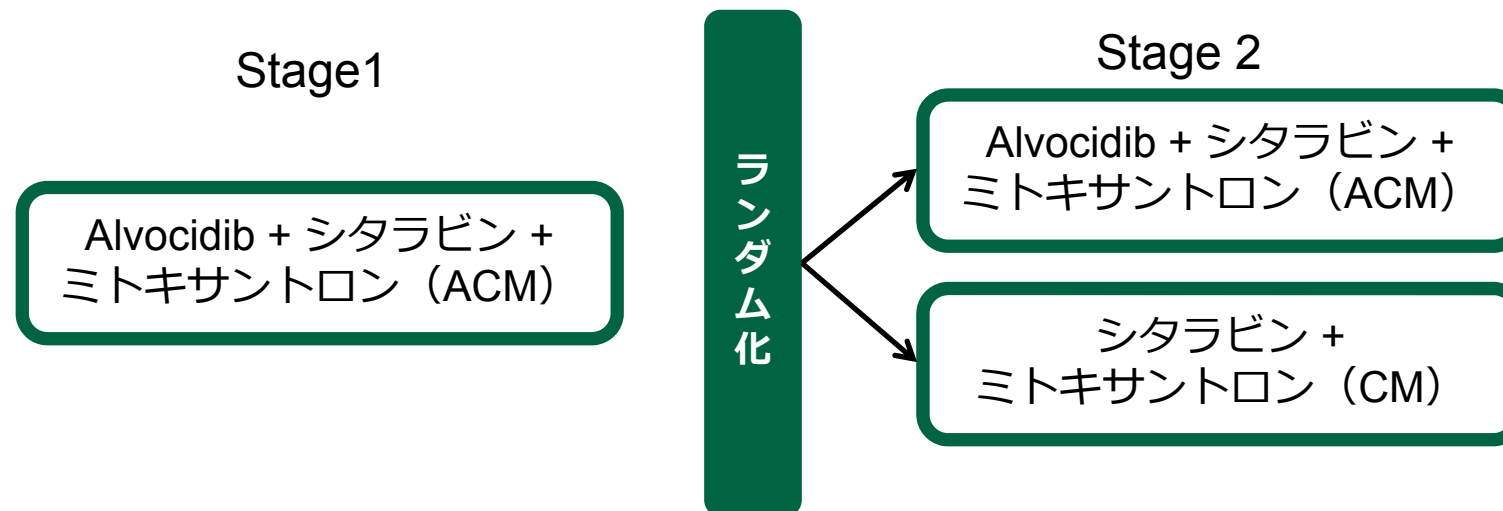 Stage1
Alvocidib + シタラビン +
ミトキサントロン（ACM）
ランダム化
Stage 2
Alvocidib + シタラビン +
ミトキサントロン（ACM）
シタラビン +
ミトキサントロン（CM）